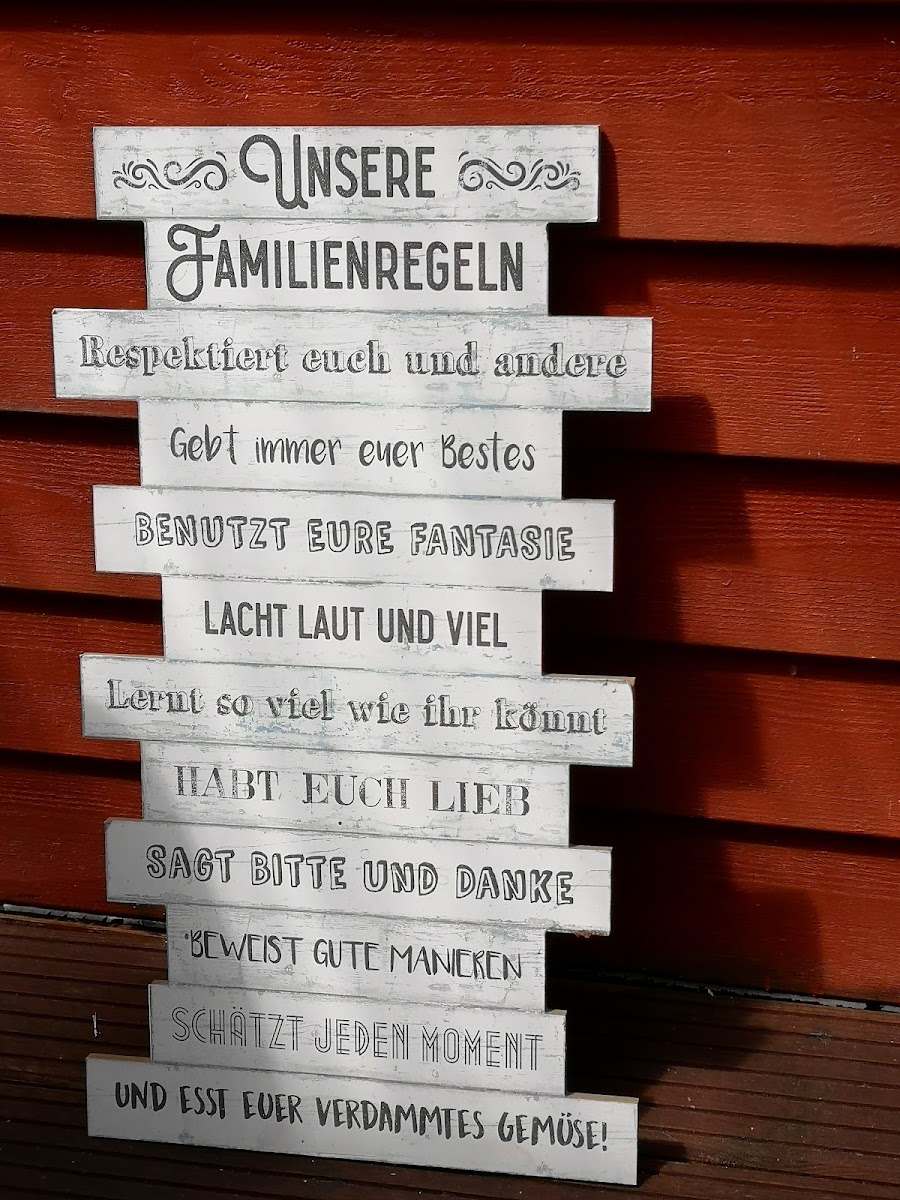 UNSERE
FAMILIENREGELN
Respektiert euch und andere
Gebt immer euer Bestes
BENUTZT EURE FANTASIE
LACHT LAUT UND VIEL
Lernt so viel wie ihr könnt
HABT EUCH LIEB
SAGT BITTE UND DANKE
BEWEIST GUTE MANIEREN
SCHÄTZT JEDEN MOMENT
UND ESST EUER VERDAMMTES GEMÜSE!